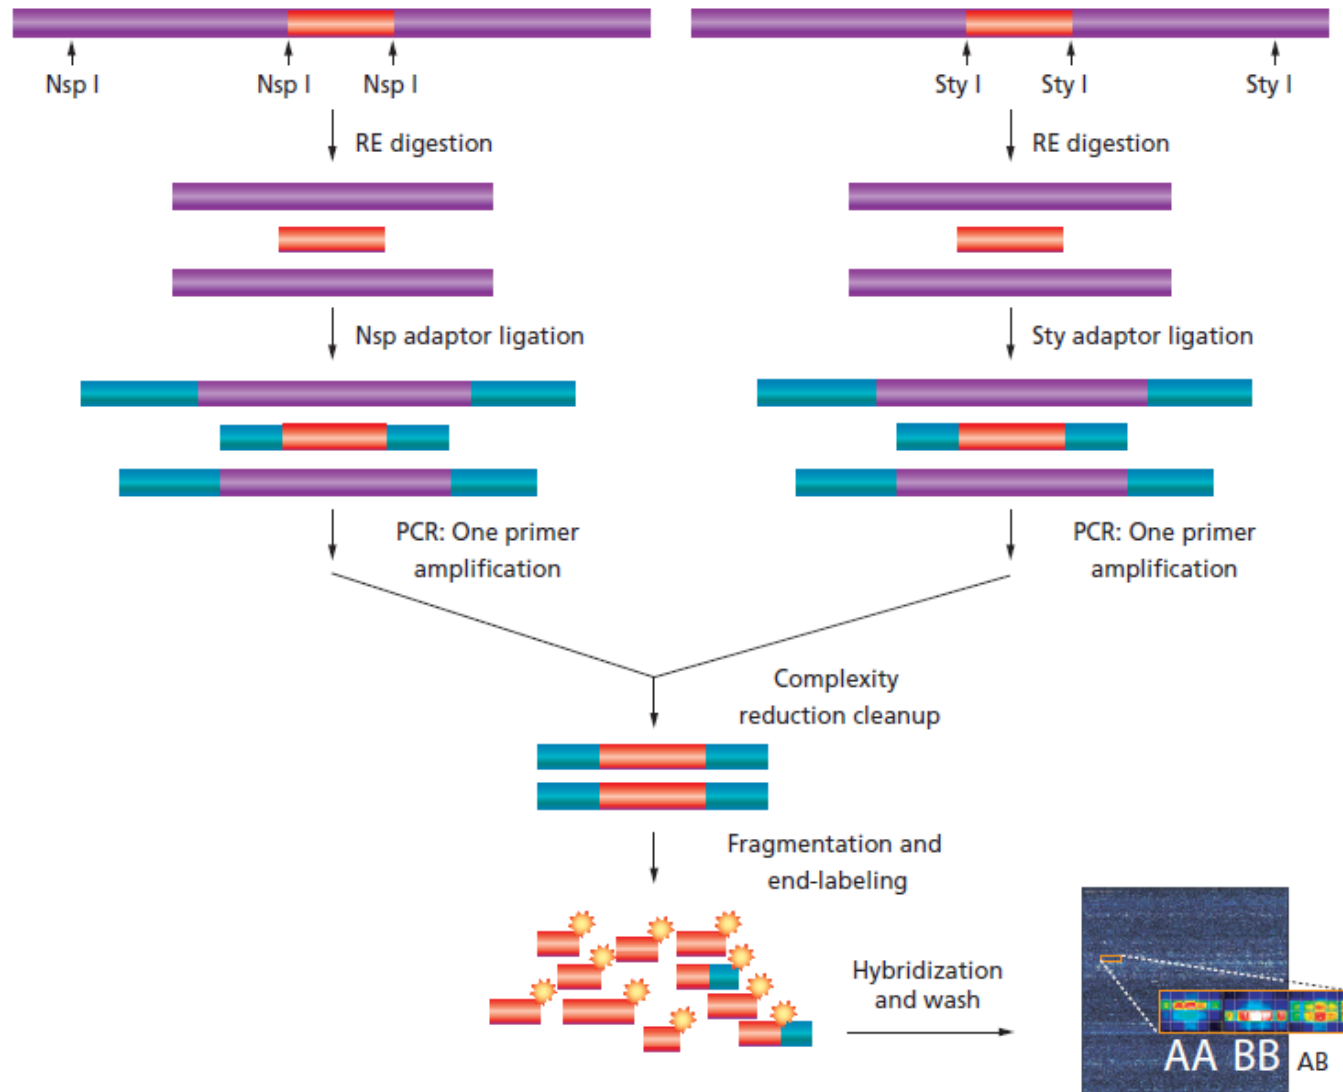 Nsp I
Nsp I
Nsp I
Sty I
Sty I
Sty I
RE digestion
RE digestion
Nsp adaptor ligation
Sty adaptor ligation
PCR: One primer
amplification
PCR: One primer
amplification
Complexity
reduction cleanup
Fragmentation and
end-labeling
Hybridization
and wash
AA
BB
AB